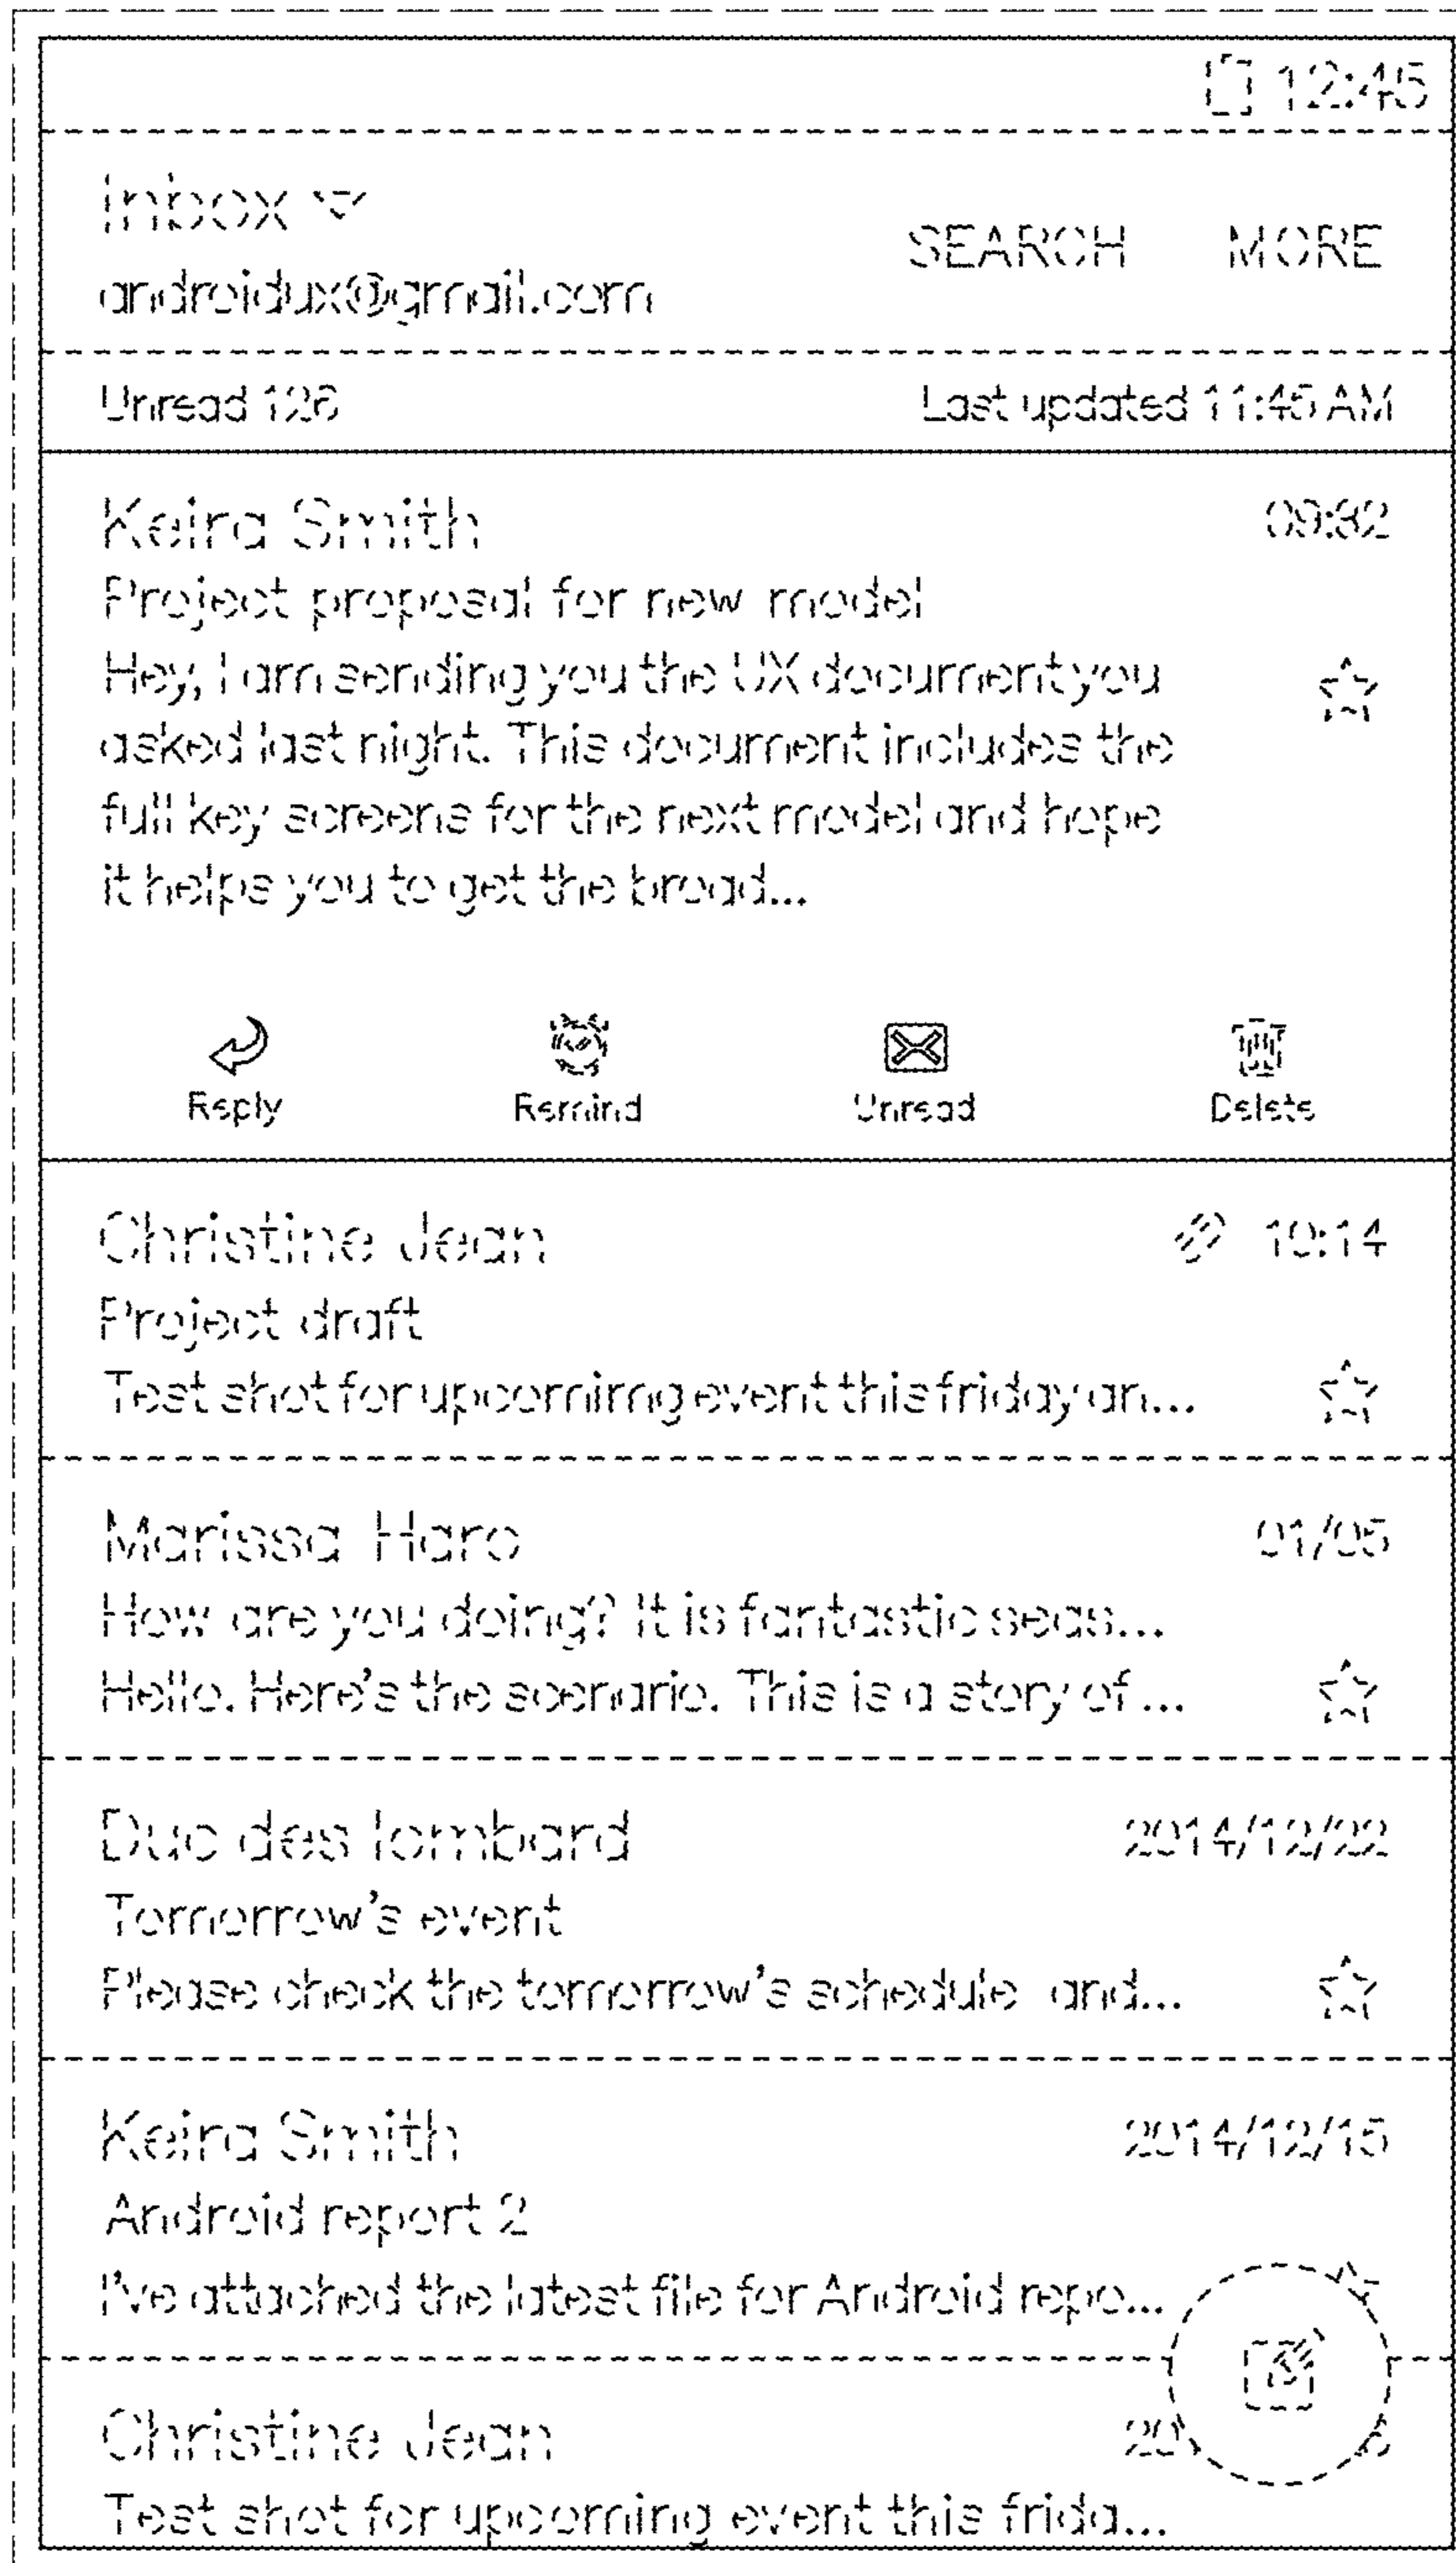 12:45
Inbox
SEARCH MORE
androidux@gmail.com
Unread 126 Last updated 11:45 AM
Keira Smith 09:32
Project proposal for new model
Hey, I am sending you the UX document you
asked last night. This document includes the
full key screens for the next model and hope
it helps you to get the broad...
Reply Remind Unread Delete
Christine Jean 10:14
Project draft
Test shot for upcomimg event this friday an...
Marissa Haro 01/05
How are you doing? It is fantastic seas...
Hello. Here's the scenario. This is a story of ...
Duc des lombard 2014/12/22
Tomorrow's event
Please check the tomorrow's schedule and...
Keira Smith 2014/12/15
Android report 2
I've attached the latest file for Android repo...
Christine Jean
Test shot for upcoming event this frida...